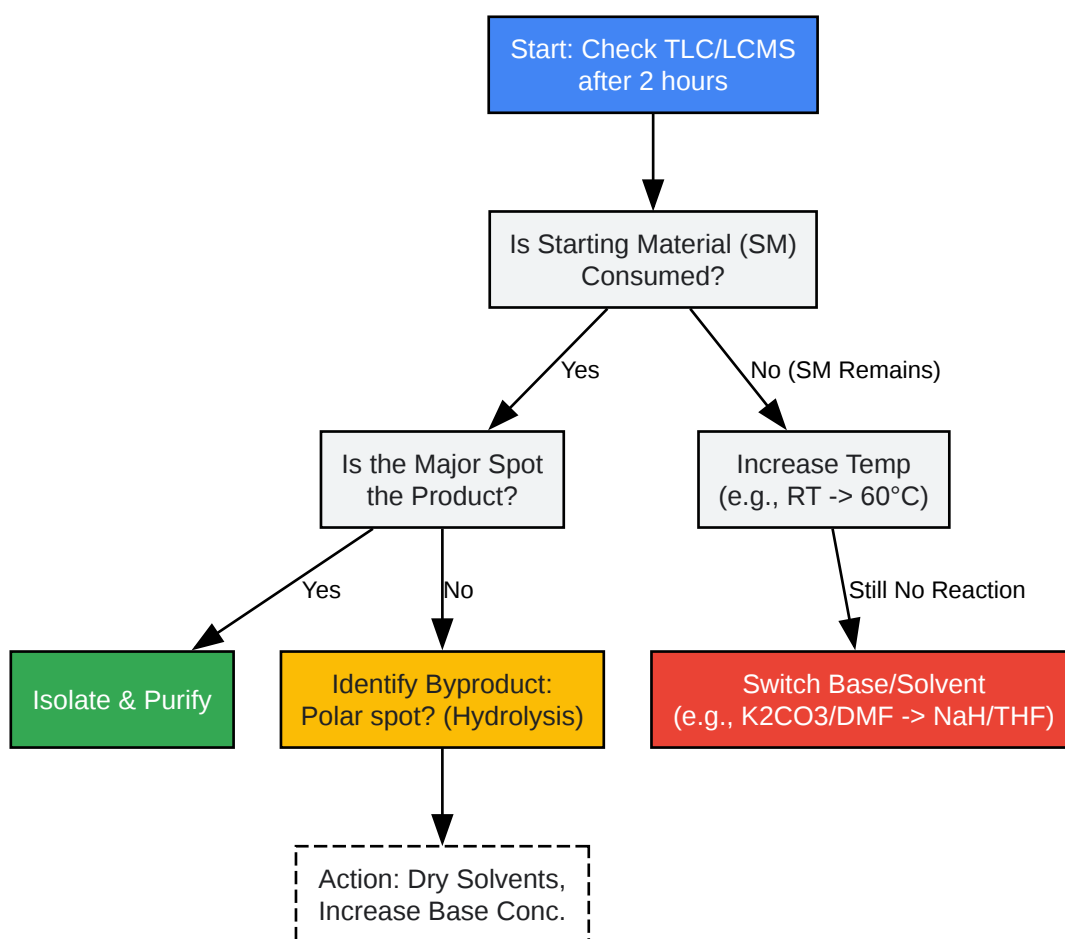 Start: Check TLC/LCMS
after 2 hours
Is Starting Material (SM)
Consumed?
Yes
No (SM Remains)
Is the Major Spot
the Product?
Increase Temp
(e.g., RT -> 60°C)
Yes
No
Still No Reaction
Isolate & Purify
Identify Byproduct:
Polar spot? (Hydrolysis)
Switch Base/Solvent
(e.g., K2CO3/DMF -> NaH/THF)
Action: Dry Solvents,
Increase Base Conc.